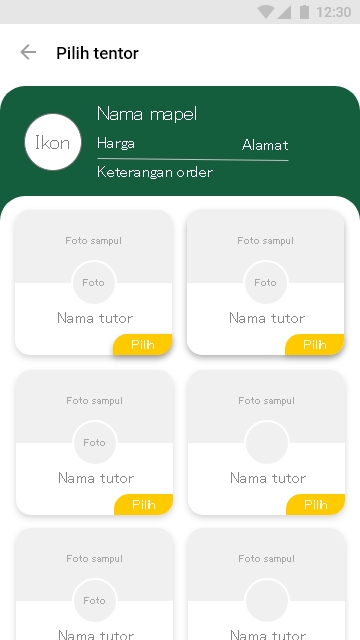 12:30
Pilih tentor
Nama mapel
Ikon
Harga
Alamat
Keterangan order
Foto sampul
Foto sampul
Foto
Foto
Nama tutor
Nama tutor
Pilih
Pilih
Foto sampul
Foto sampul
Foto
Nama tutor
Nama tutor
Pilih
Pilih
Foto sampul
Foto sampul
Foto
Nama tutor
Nama tutor